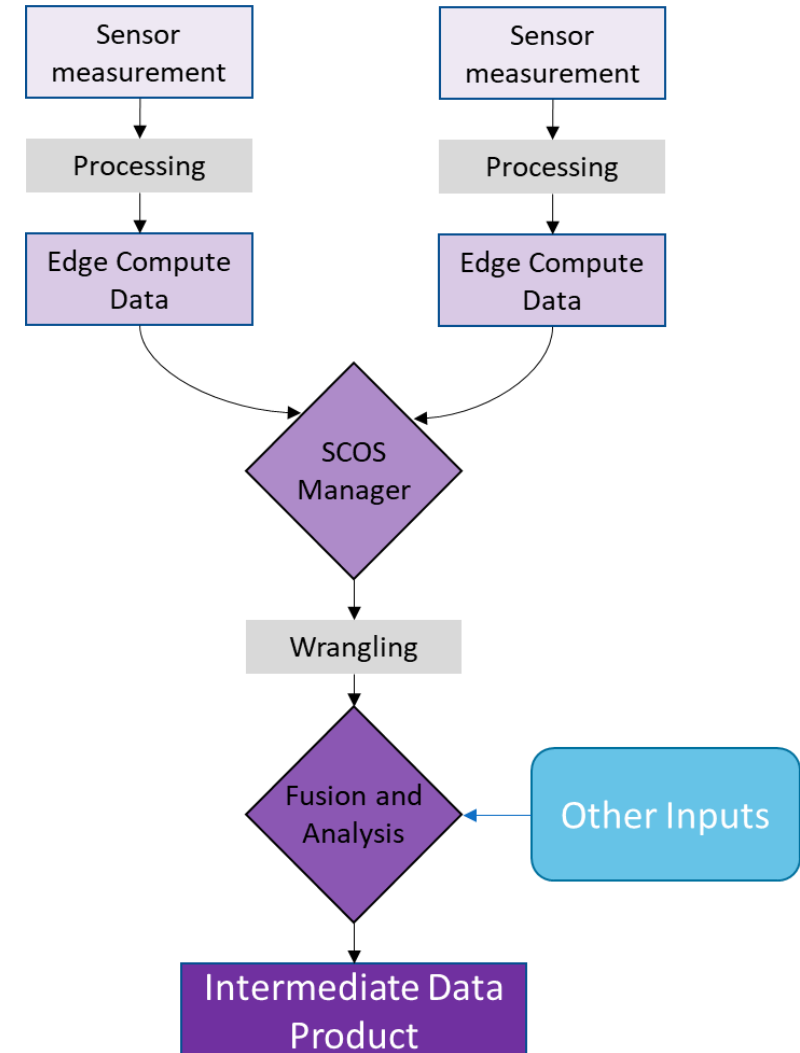 Sensor
measurement
Sensor
measurement
Processing
Processing
Edge Compute
Data
Edge Compute
Data
SCOS
Manager
Wrangling
Fusion and
Analysis
Other Inputs
Intermediate Data
Product